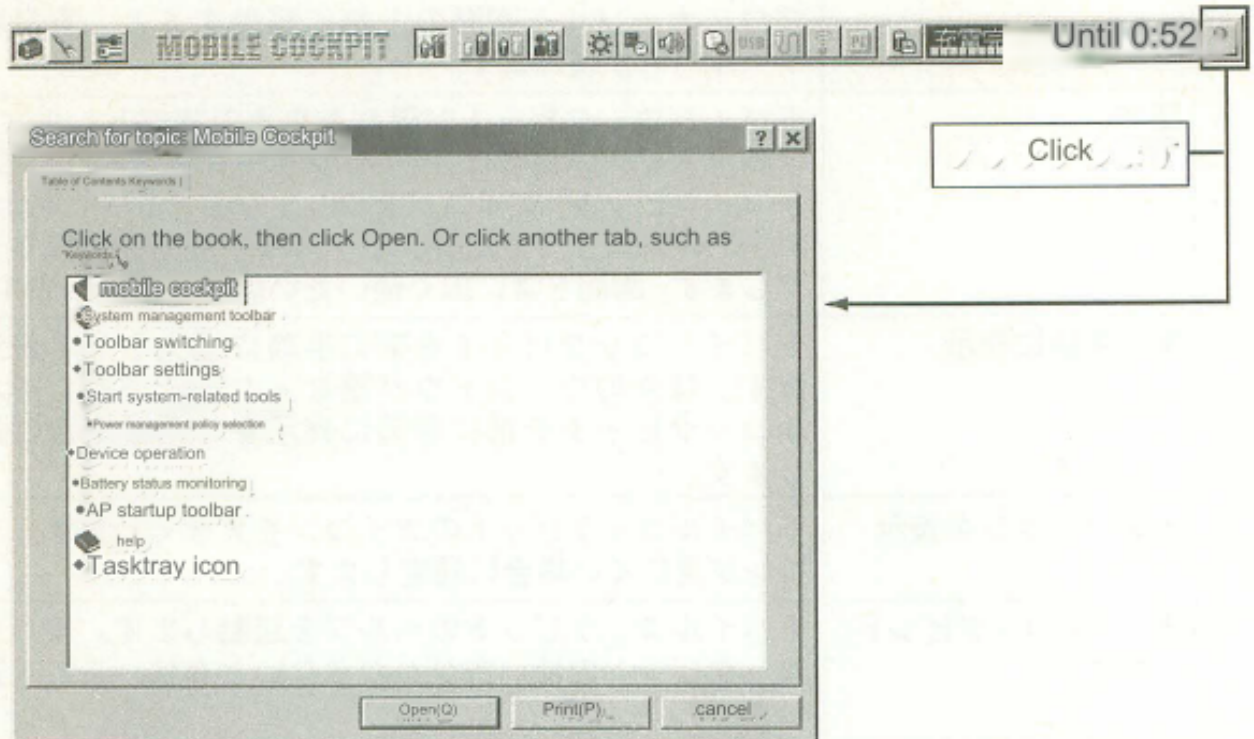 MOBILE COCKPIT
USB
Until 0:52
Click
Search for topic: Mobile Cockpit
Table of Contents Keywords |
Click on the book, then click Open. Or click another tab, such as
"Keywords".
mobile cockpit
System management toolbar
Toolbar switching
Toolbar settings
Start system-related tools
Power management policy selection
Device operation
Battery status monitoring
AP startup toolbar
help
Tasktray icon
Open(O)
Print(P)
cancel